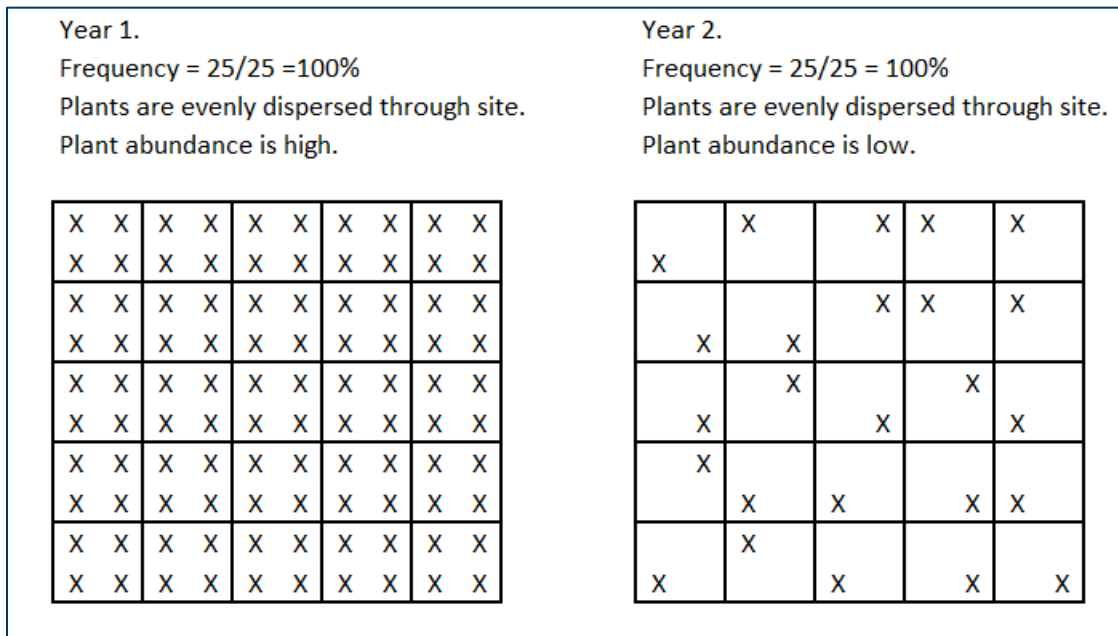 Year 1.
Frequency = 25/25 =100%
Plants are evenly dispersed through site.
Plant abundance is high.
X X X X X X X X X X
X X X X X X X X X X
X X X X X X X X X X
X X X X X X X X X X
X X X X X X X X X X
X X X X X X X X X X
X X X X X X X X X X
X X X X X X X X X X
X X X X X X X X X X
X X X X X X X X X X
Year 2.
Frequency = 25/25 = 100%
Plants are evenly dispersed through site.
Plant abundance is low.
X X X X
X
X X X
X X
X X
X X X
X
X X X X
X
X X X X